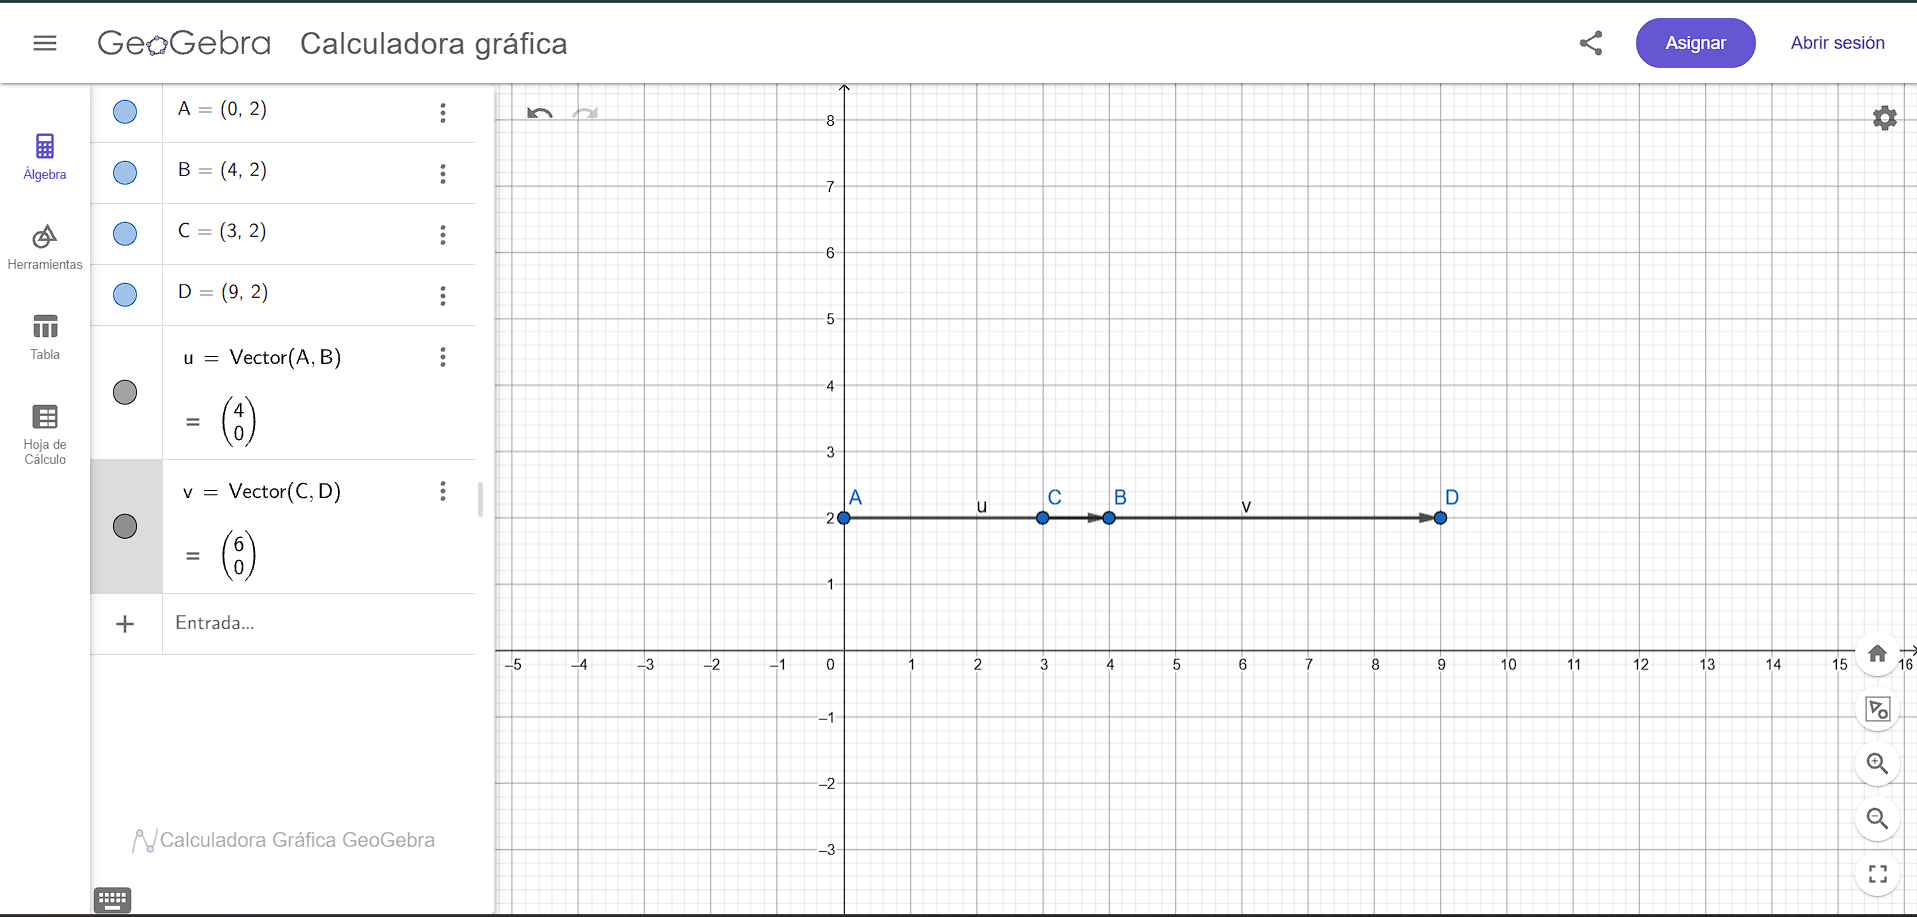 GeoGebra Calculadora gráfica
Asignar
Abrir sesión
Álgebra
Herramientas
Tabla
Hoja de
Cálculo
A = (0, 2)
B = (4, 2)
C = (3, 2)
D = (9, 2)
u = Vector(A, B)
= (4 0)
v = Vector(C, D)
= (6 0)
+ Entrada...
Calculadora Gráfica GeoGebra
8
7
6
5
4
3
2
1
A u C B v D
–5 –4 –3 –2 –1 0 1 2 3 4 5 6 7 8 9 10 11 12 13 14 15 16
–1
–2
–3